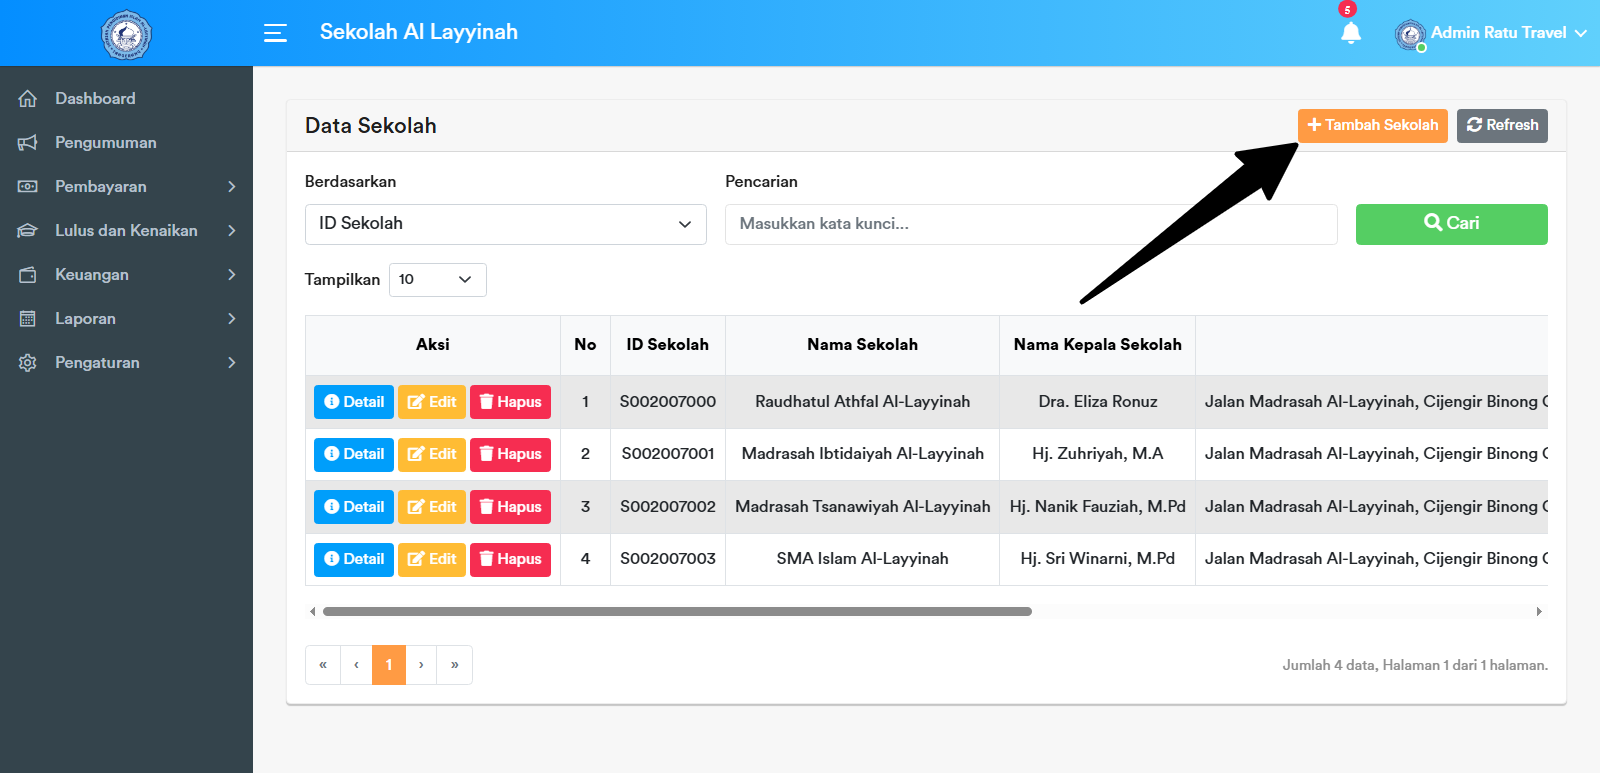 Sekolah Al Layyinah
5
Admin Ratu Travel
Dashboard
Pengumuman
Pembayaran
Lulus dan Kenaikan
Keuangan
Laporan
Pengaturan
Data Sekolah
Tambah Sekolah
Refresh
Berdasarkan
Pencarian
ID Sekolah
Masukkan kata kunci...
Cari
Tampilkan 10
Aksi No ID Sekolah Nama Sekolah Nama Kepala Sekolah
Detail Edit Hapus 1 S002007000 Raudhatul Athfal Al-Layyinah Dra. Eliza Ronuz Jalan Madrasah Al-Layyinah, Cijengir Binong
Detail Edit Hapus 2 S002007001 Madrasah Ibtidaiyah Al-Layyinah Hj. Zuhriyah, M.A Jalan Madrasah Al-Layyinah, Cijengir Binong
Detail Edit Hapus 3 S002007002 Madrasah Tsanawiyah Al-Layyinah Hj. Nanik Fauziah, M.Pd Jalan Madrasah Al-Layyinah, Cijengir Binong
Detail Edit Hapus 4 S002007003 SMA Islam Al-Layyinah Hj. Sri Winarni, M.Pd Jalan Madrasah Al-Layyinah, Cijengir Binong
« ‹ 1 › »
Jumlah 4 data, Halaman 1 dari 1 halaman.